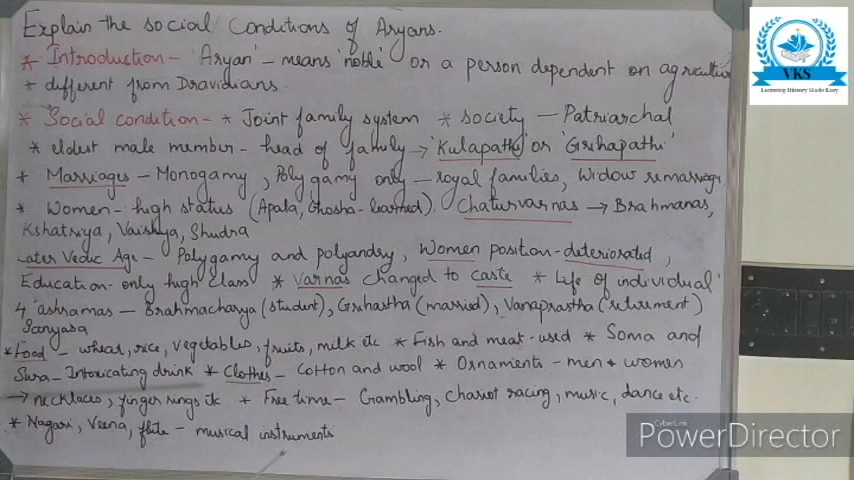 Explain the social Conditions of Aryans.
* Introduction - 'Aryan' - means 'noble' or a person dependent on agricultur
* different from Dravidians.
* Social condition - * Joint family system * society - Patriarchal
* eldest male member - head of family → 'Kulapathi' or 'Grihapathi'
* Marriages - Monogamy, Polygamy only - royal families, Widow remarriage
* Women - high status (Apala, Ghosha - learned). Chaturvarnas → Brahmanas,
Kshatriya, Vaishya, Shudra
Later Vedic Age - Polygamy and polyandry, Women position - deteriorated,
Education - only high class * Varnas changed to caste * Life of individual
4 ashramas - Brahmacharya (student), Grihastha (married), Vanaprastha (retirement)
Sanyasa
* Food - wheat, rice, vegetables, fruits, milk etc * Fish and meat - used * Soma and
Sura - Intoxicating drink * Clothes - Cotton and wool * Ornaments - men & women
→ necklaces, finger rings etc * Free time - Gambling, chariot racing, music, dance etc.
* Nagari, Veena, flute - musical instruments
VKS
Learning History Made Easy
CyberLink
PowerDirector